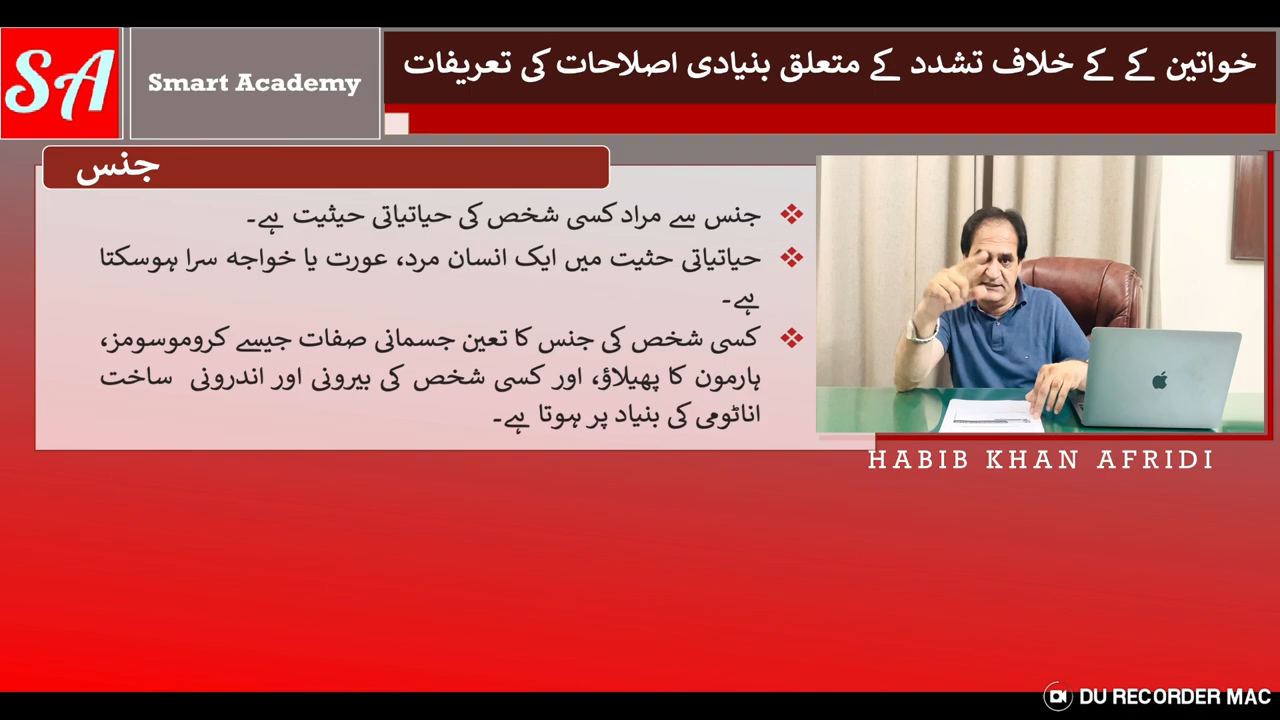 SA
Smart Academy
خواتین کے کے خلاف تشدد کے متعلق بنیادی اصلاحات کی تعریفات
جنس
جنس سے مراد کسی شخص کی حیاتیاتی حیثیت ہے۔
حیاتیاتی حثیت میں ایک انسان مرد، عورت یا خواجہ سرا ہوسکتا
ہے۔
کسی شخص کی جنس کا تعین جسمانی صفات جیسے کروموسومز،
ہارمون کا پھیلاؤ، اور کسی شخص کی بیرونی اور اندرونی ساخت
اناٹومی کی بنیاد پر ہوتا ہے۔
HABIB KHAN AFRIDI
DU RECORDER MAC